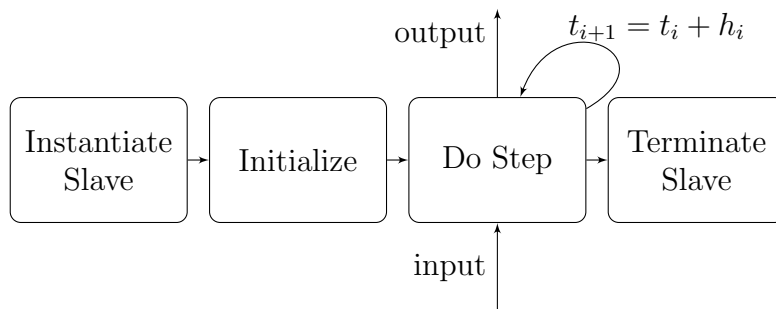 output
t_{i+1} = t_i + h_i
Instantiate
Slave
Initialize
Do Step
Terminate
Slave
input